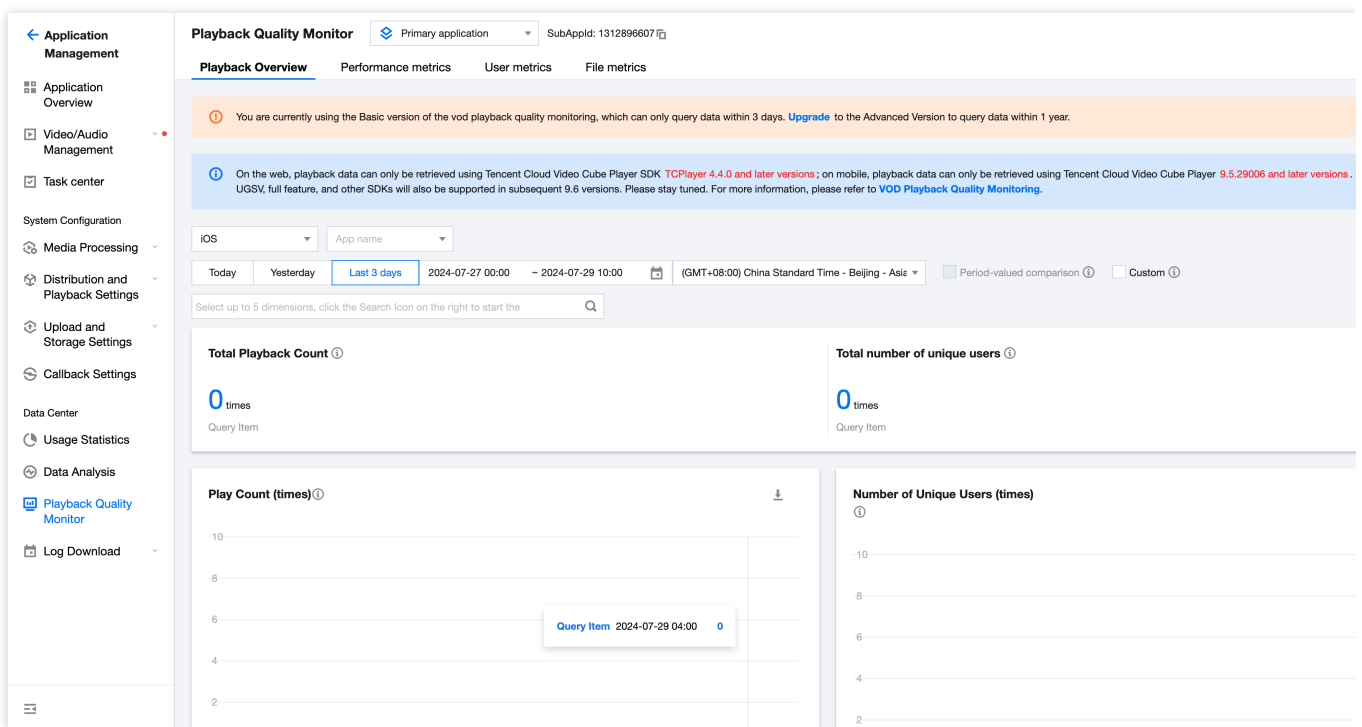 Application
Management
Application
Overview
Video/Audio
Management
Task center
System Configuration
Media Processing
Distribution and
Playback Settings
Upload and
Storage Settings
Callback Settings
Data Center
Usage Statistics
Data Analysis
Playback Quality
Monitor
Log Download
Playback Quality Monitor Primary application SubAppId: 1312896607
Playback Overview Performance metrics User metrics File metrics
You are currently using the Basic version of the vod playback quality monitoring, which can only query data within 3 days. Upgrade to the Advanced Version to query data within 1 year.
On the web, playback data can only be retrieved using Tencent Cloud Video Cube Player SDK TCPlayer 4.4.0 and later versions; on mobile, playback data can only be retrieved using Tencent Cloud Video Cube Player 9.5.29006 and later versions.
UGSV, full feature, and other SDKs will also be supported in subsequent 9.6 versions. Please stay tuned. For more information, please refer to VOD Playback Quality Monitoring.
iOS App name
Today Yesterday Last 3 days 2024-07-27 00:00 ~ 2024-07-29 10:00 (GMT+08:00) China Standard Time - Beijing - Asia Period-valued comparison Custom
Select up to 5 dimensions, click the Search Icon on the right to start the
Total Playback Count Total number of unique users
0 times 0 times
Query Item Query Item
Play Count (times) Number of Unique Users (times)
10
10
8
8
6
Query Item 2024-07-29 04:00 0
6
4
4
2
2